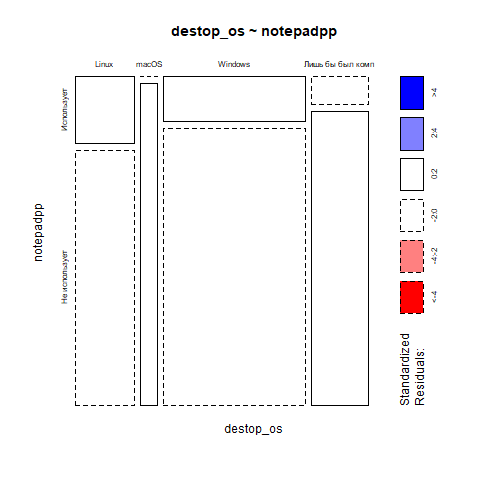 destop_os ~ notepadpp
Linux
macOS
Windows
Лишь бы был комп
Использует
Не использует
notepadpp
destop_os
>4
2:4
0:2
-2:0
-4:-2
<-4
Standardized
Residuals: